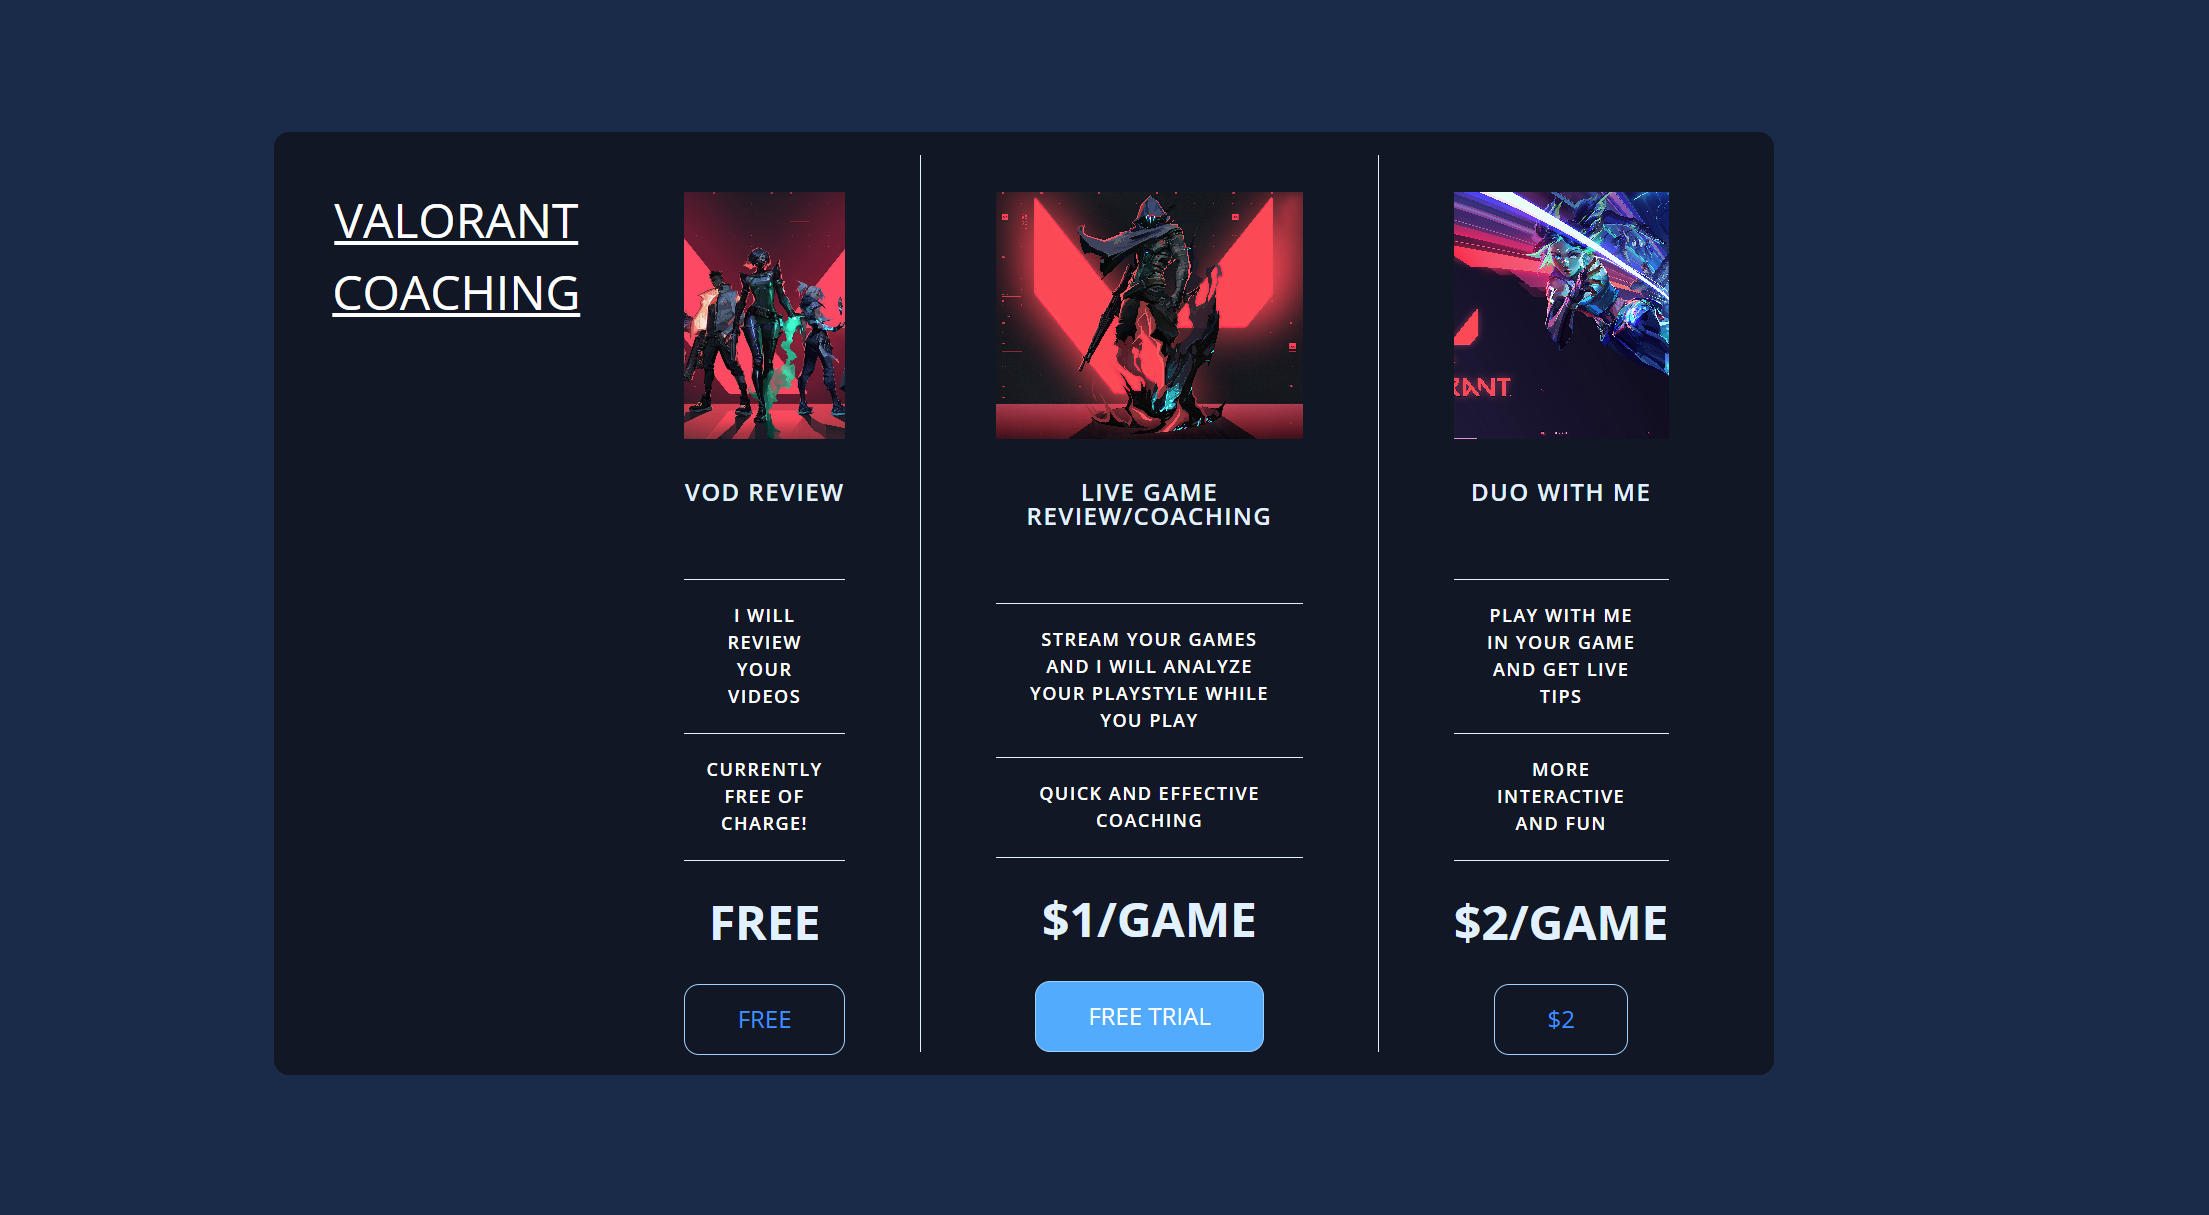 VALORANT
COACHING
VOD REVIEW
I WILL
REVIEW
YOUR
VIDEOS
CURRENTLY
FREE OF
CHARGE!
FREE
FREE
LIVE GAME
REVIEW/COACHING
STREAM YOUR GAMES
AND I WILL ANALYZE
YOUR PLAYSTYLE WHILE
YOU PLAY
QUICK AND EFFECTIVE
COACHING
$1/GAME
FREE TRIAL
RANT
DUO WITH ME
PLAY WITH ME
IN YOUR GAME
AND GET LIVE
TIPS
MORE
INTERACTIVE
AND FUN
$2/GAME
$2